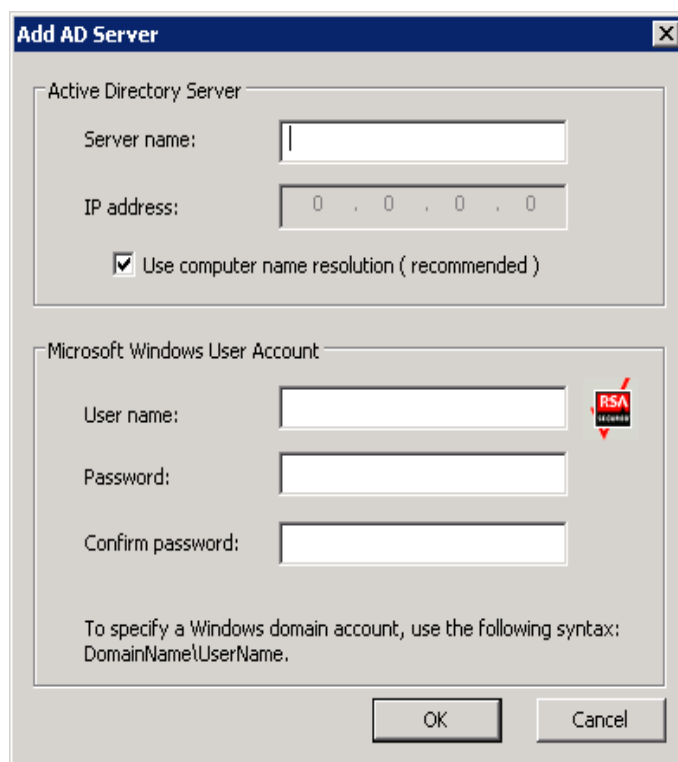 Add AD Server
Active Directory Server
Server name:
IP address:
0 . 0 . 0 . 0
Use computer name resolution ( recommended )
Microsoft Windows User Account
User name:
RSA
SECURED
Password:
Confirm password:
To specify a Windows domain account, use the following syntax:
DomainName\UserName.
OK
Cancel